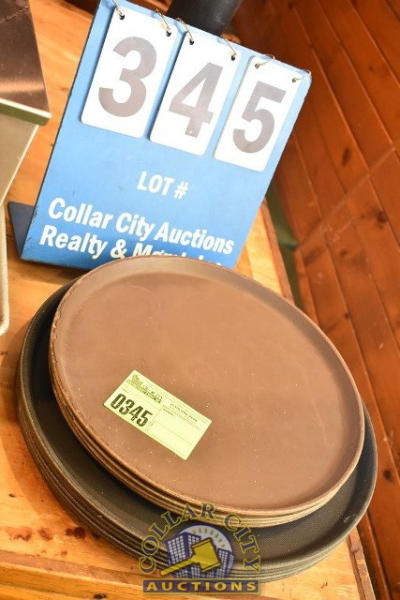 345
LOT #
Collar City Auctions
Realty &
0345
COLLAR CITY
AUCTIONS